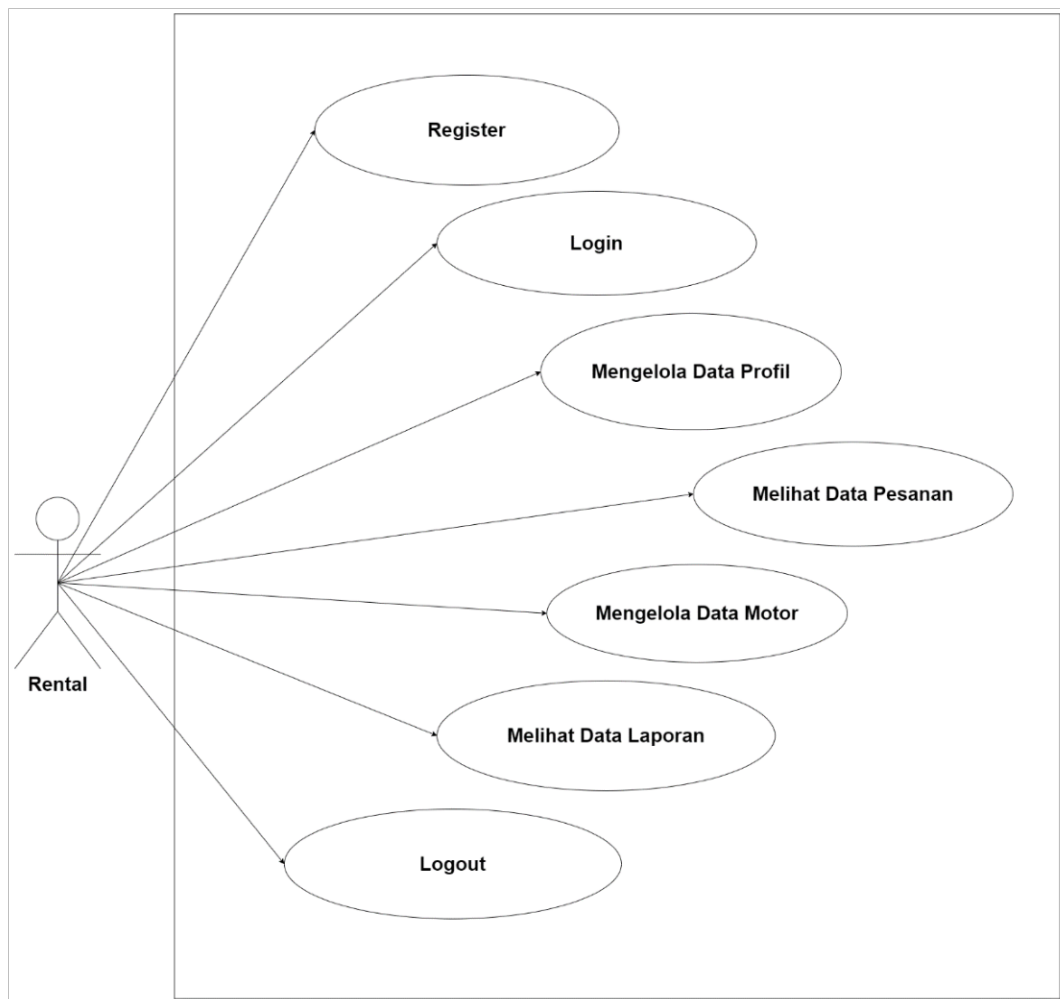 Register
Login
Mengelola Data Profil
Melihat Data Pesanan
Mengelola Data Motor
Rental
Melihat Data Laporan
Logout